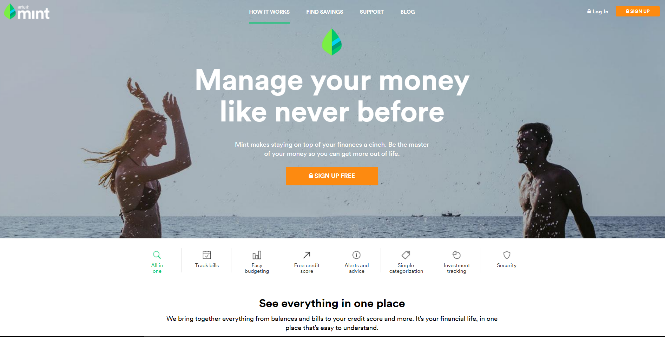 intuit
mint
HOW IT WORKS
FIND SAVINGS
SUPPORT
BLOG
Log In
SIGN UP
Manage your money
like never before
Mint makes staying on top of your finances a cinch. Be the master
of your money so you can get more out of life.
SIGN UP FREE
All in
one
Track bills
Easy
budgeting
Free credit
score
Alerts and
advice
Simple
categorization
Investment
tracking
Security
See everything in one place
We bring together everything from balances and bills to your credit score and more. It's your financial life, in one
place that's easy to understand.